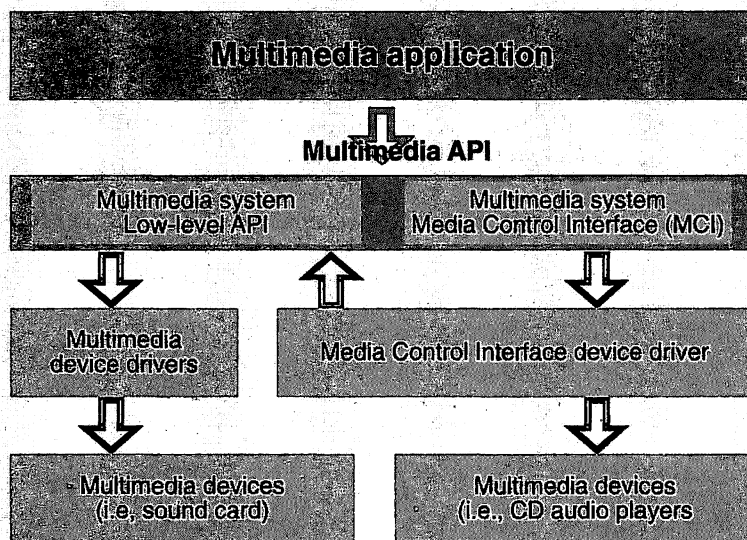 Multimedia application
Multimedia API
Multimedia system
Low-level API
Multimedia system
Media Control Interface (MCI)
Multimedia
device drivers
Media Control Interface device driver
Multimedia devices
(i.e, sound card)
Multimedia devices
(i.e., CD audio players